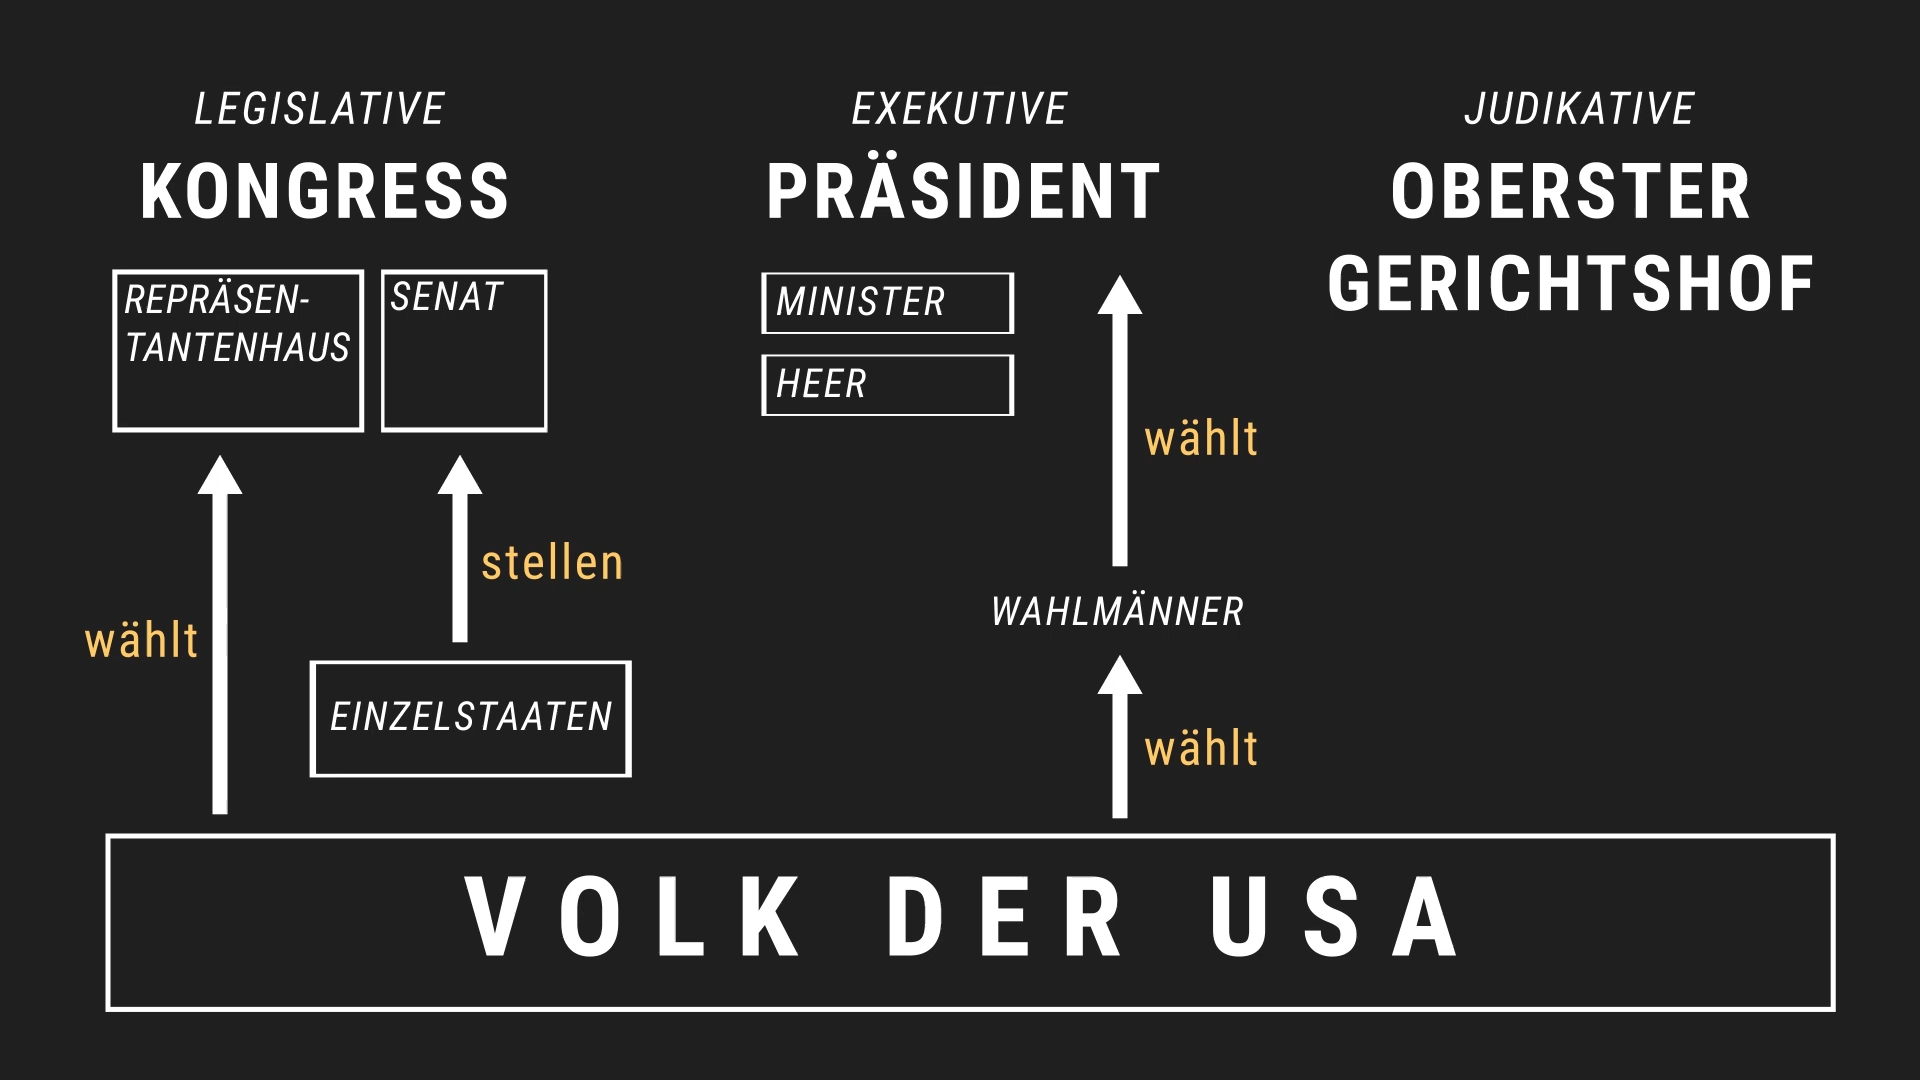 LEGISLATIVE
KONGRESS
REPRÄSEN-
TANTENHAUS
SENAT
wählt
stellen
EINZELSTAATEN
EXEKUTIVE
PRÄSIDENT
MINISTER
HEER
wählt
WAHLMÄNNER
wählt
JUDIKATIVE
OBERSTER
GERICHTSHOF
VOLK DER USA